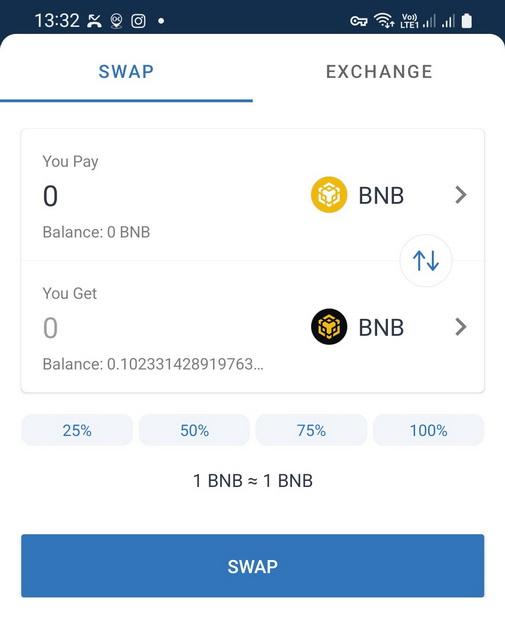 13:32
Vo))
LTE1
SWAP EXCHANGE
You Pay
0 BNB
Balance: 0 BNB
You Get
0 BNB
Balance: 0.102331428919763...
25% 50% 75% 100%
1 BNB ≈ 1 BNB
SWAP